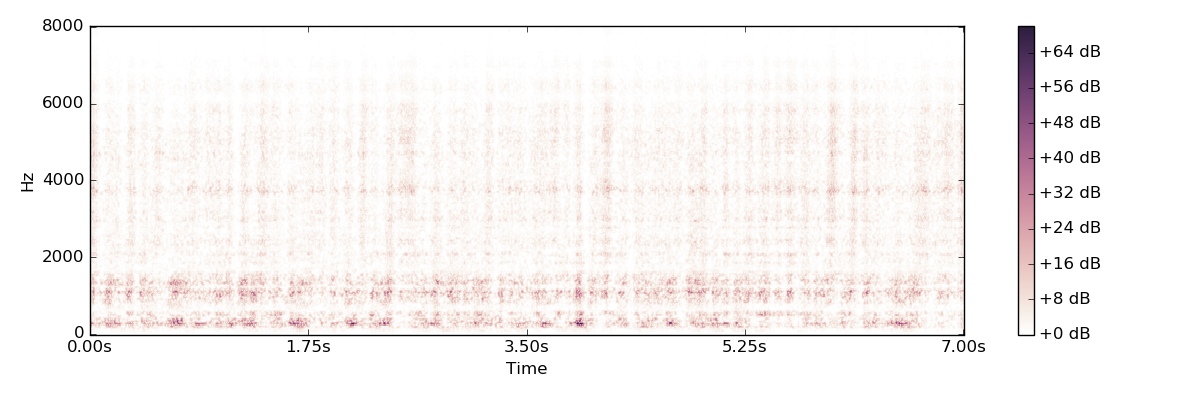 8000
6000
4000
2000
0
Hz
0.00s 1.75s 3.50s 5.25s 7.00s
Time
+64 dB
+56 dB
+48 dB
+40 dB
+32 dB
+24 dB
+16 dB
+8 dB
+0 dB